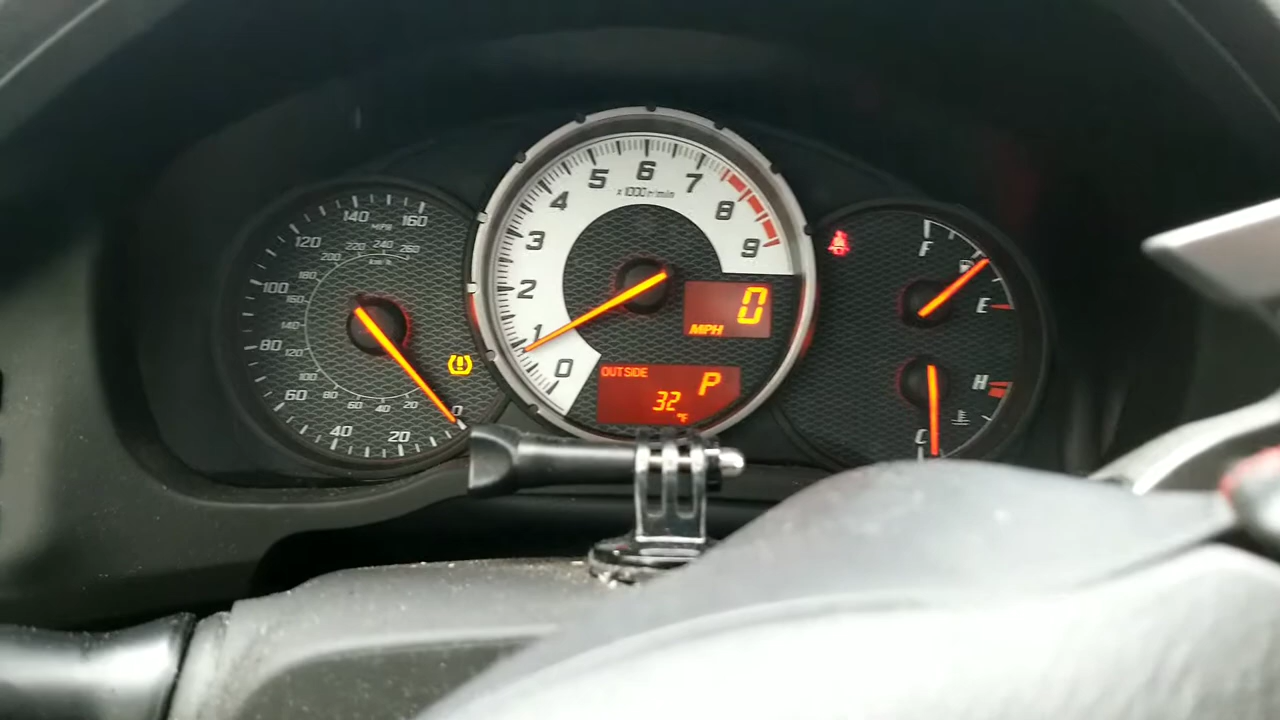 140 160
MPH
120
220 240 260
200 km/h
180
100
160
140
80
120
100
60
80 60 40 20
0
40 20
5 6 7
x1000r/min
4 8
3 9
2
1
0
0
MPH
OUTSIDE P
32 °F
F
E
H
C